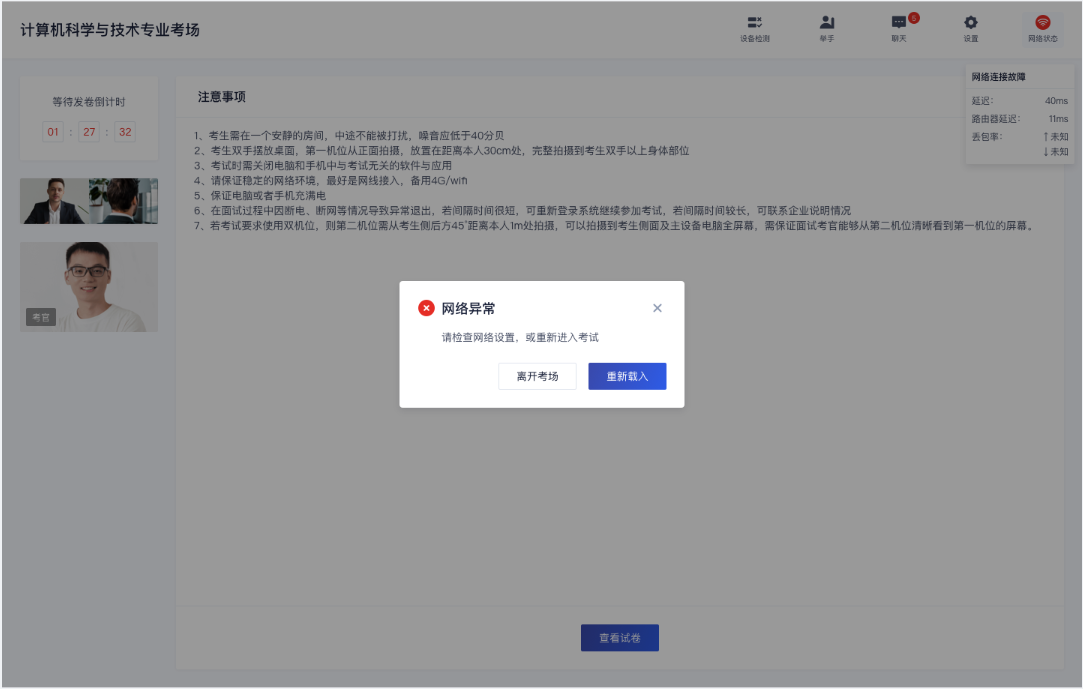 计算机科学与技术专业考场
设备检测
举手
5
聊天
设置
网络状态
网络连接故障
延迟： 40ms
路由器延迟： 11ms
丢包率： ↑未知
↓未知
等待发卷倒计时
01 : 27 : 32
考官
注意事项
1、考生需在一个安静的房间，中途不能被打扰，噪音应低于40分贝
2、考生双手摆放桌面，第一机位从正面拍摄，放置在距离本人30cm处，完整拍摄到考生双手以上身体部位
3、考试时需关闭电脑和手机中与考试无关的软件与应用
4、请保证稳定的网络环境，最好是网线接入，备用4G/wifi
5、保证电脑或者手机充满电
6、在面试过程中因断电、断网等情况导致异常退出，若间隔时间很短，可重新登录系统继续参加考试，若间隔时间较长，可联系企业说明情况
7、若考试要求使用双机位，则第二机位需从考生侧后方45°距离本人1m处拍摄，可以拍摄到考生侧面及主设备电脑全屏幕，需保证面试考官能够从第二机位清晰看到第一机位的屏幕。
网络异常
请检查网络设置，或重新进入考试
离开考场
重新载入
查看试卷